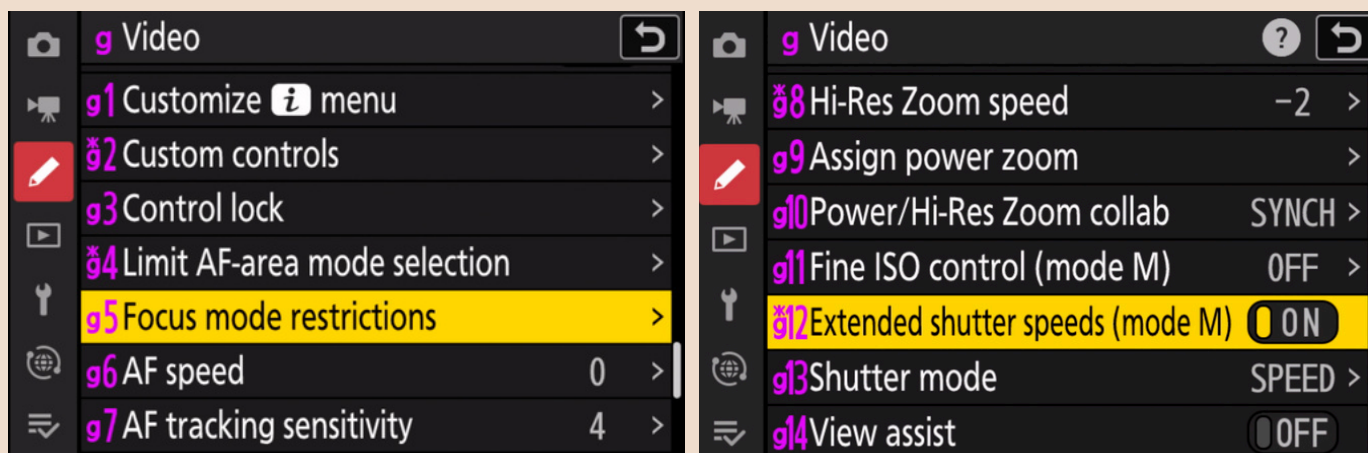 g Video
g1 Customize i menu
*g2 Custom controls
g3 Control lock
*g4 Limit AF-area mode selection
g5 Focus mode restrictions
g6 AF speed 0
g7 AF tracking sensitivity 4
g Video ?
*g8 Hi-Res Zoom speed −2
g9 Assign power zoom
g10 Power/Hi-Res Zoom collab SYNCH
g11 Fine ISO control (mode M) OFF
*g12 Extended shutter speeds (mode M) ON
g13 Shutter mode SPEED
g14 View assist OFF